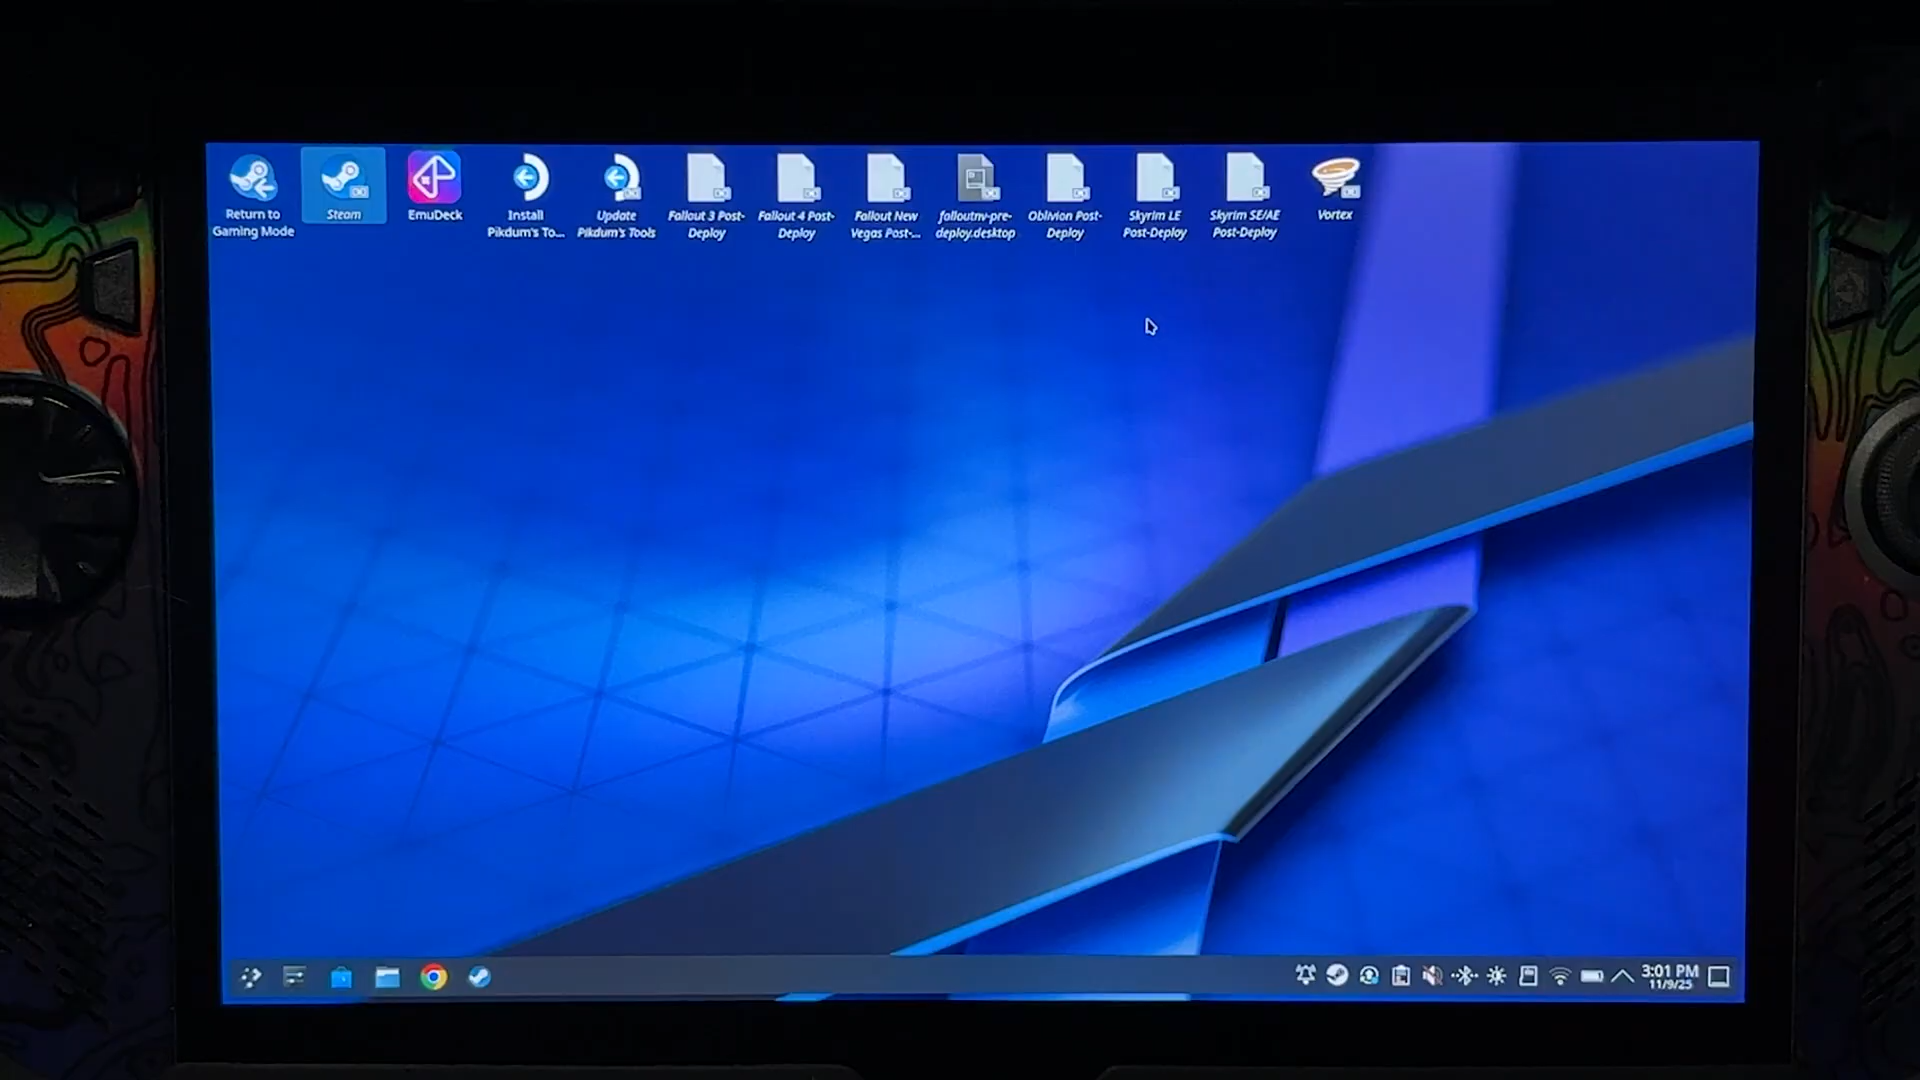 Return to
Gaming Mode
Steam
EmuDeck
Install
Pikdum's To...
Update
Pikdum's Tools
Fallout 3 Post-
Deploy
Fallout 4 Post-
Deploy
Fallout New
Vegas Post-...
falloutnv-pre-
deploy.desktop
Oblivion Post-
Deploy
Skyrim LE
Post-Deploy
Skyrim SE/AE
Post-Deploy
Vortex
3:01 PM
11/9/25